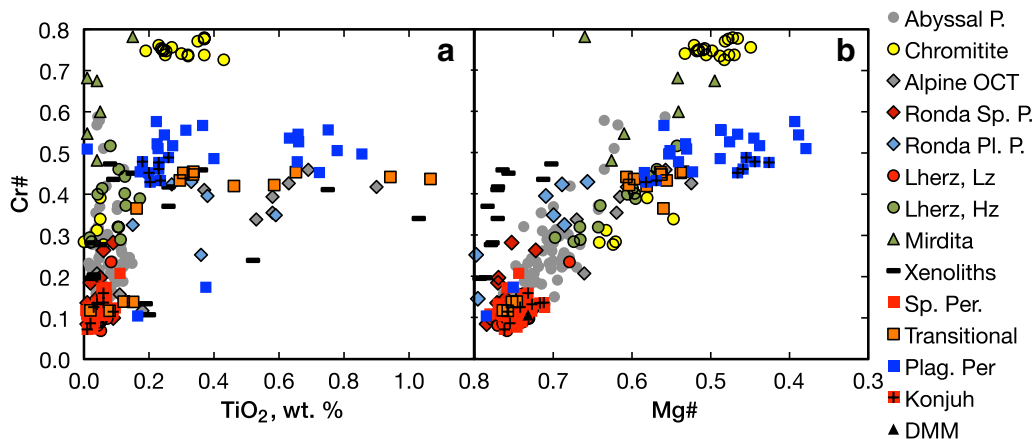 0.8
0.7
0.6
0.5
0.4
0.3
0.2
0.1
0.0
Cr#
a
0.0 0.2 0.4 0.6 0.8 1.0
TiO₂, wt. %
b
0.8 0.7 0.6 0.5 0.4 0.3
Mg#
Abyssal P.
Chromitite
Alpine OCT
Ronda Sp. P.
Ronda Pl. P.
Lherz, Lz
Lherz, Hz
Mirdita
Xenoliths
Sp. Per.
Transitional
Plag. Per
Konjuh
DMM